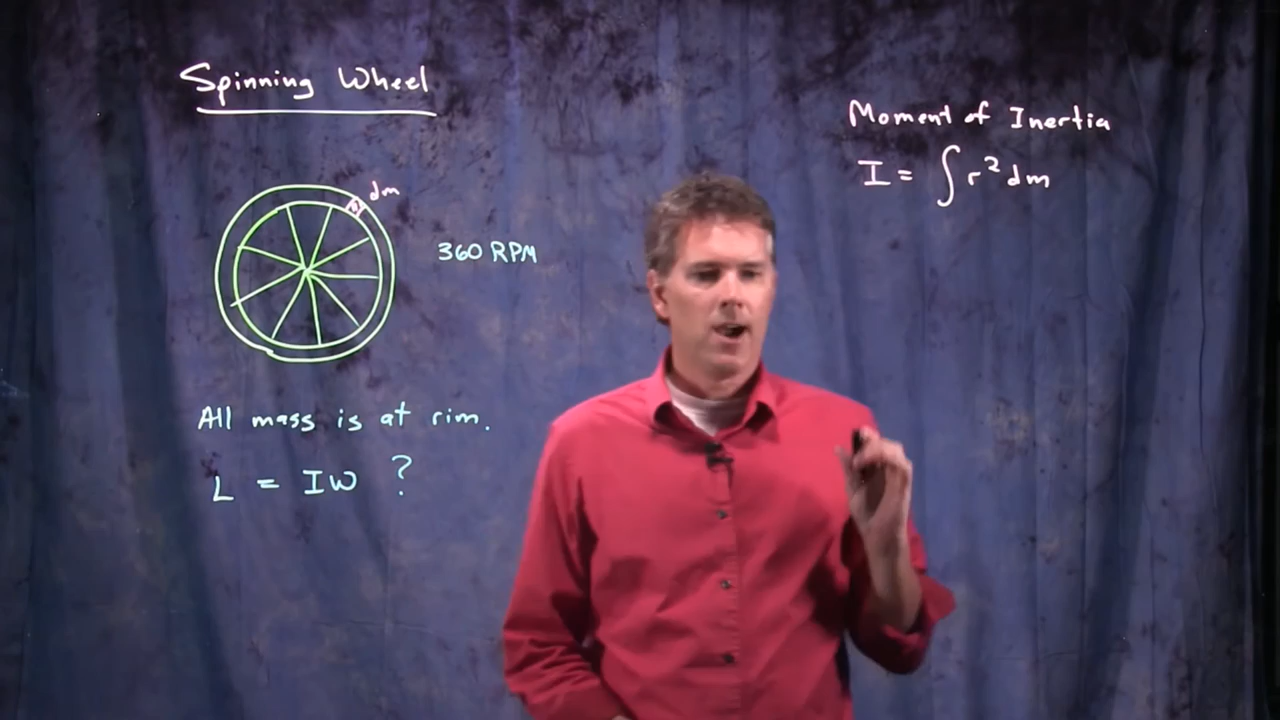 Spinning Wheel
dm
360 RPM
All mass is at rim.
L = Iω ?
Moment of Inertia
I = ∫r²dm